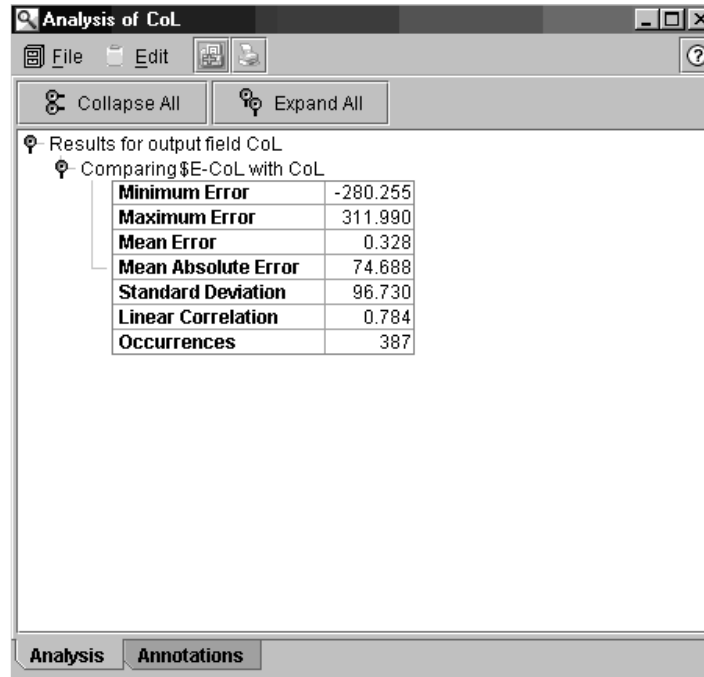 Analysis of CoL
File Edit
Collapse All Expand All
Results for output field CoL
Comparing $E-CoL with CoL
Minimum Error -280.255
Maximum Error 311.990
Mean Error 0.328
Mean Absolute Error 74.688
Standard Deviation 96.730
Linear Correlation 0.784
Occurrences 387
Analysis Annotations